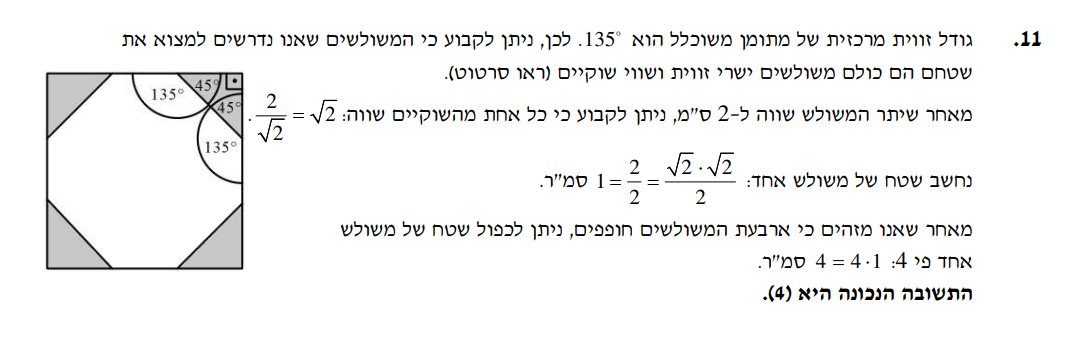 11. גודל זווית מרכזית של מתומן משוכלל הוא 135°. לכן, ניתן לקבוע כי המשולשים שאנו נדרשים למצוא את
שטחם הם כולם משולשים ישרי זווית ושווי שוקיים (ראו סרטוט).
מאחר שיתר המשולש שווה ל-2 ס"מ, ניתן לקבוע כי כל אחת מהשוקיים שווה: \frac{2}{\sqrt{2}} = \sqrt{2}.
נחשב שטח של משולש אחד: 1 = \frac{2}{2} = \frac{\sqrt{2} \cdot \sqrt{2}}{2} סמ"ר.
מאחר שאנו מזהים כי ארבעת המשולשים חופפים, ניתן לכפול שטח של משולש
אחד פי 4: 4 = 4·1 סמ"ר.
התשובה הנכונה היא (4).
135°
45°
45°
135°